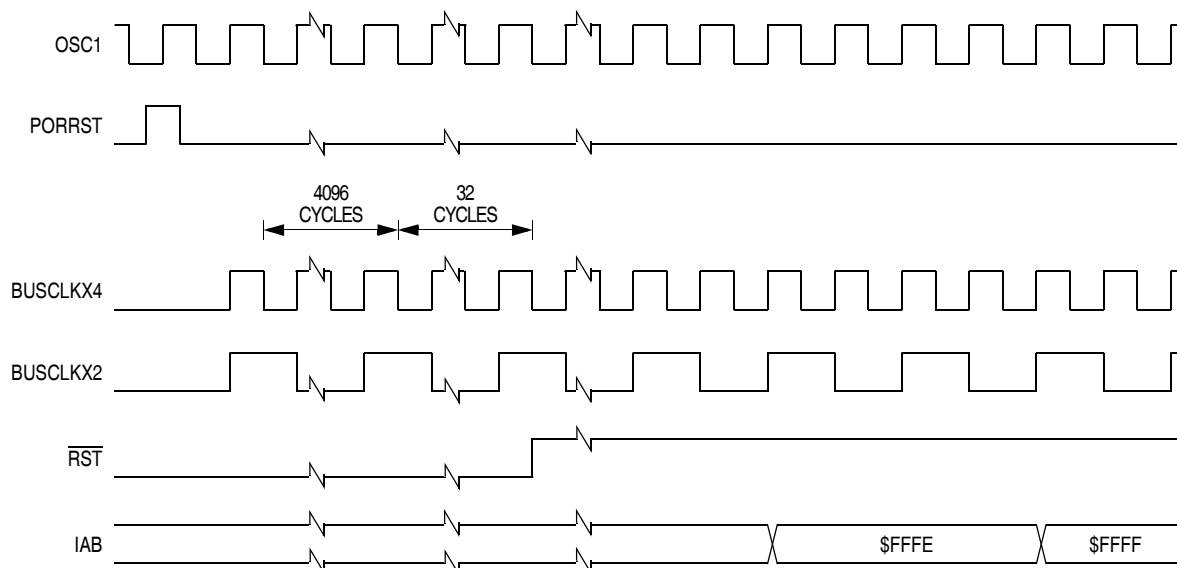 OSC1
PORRST
4096
CYCLES
32
CYCLES
BUSCLKX4
BUSCLKX2
RST
IAB
$FFFE
$FFFF